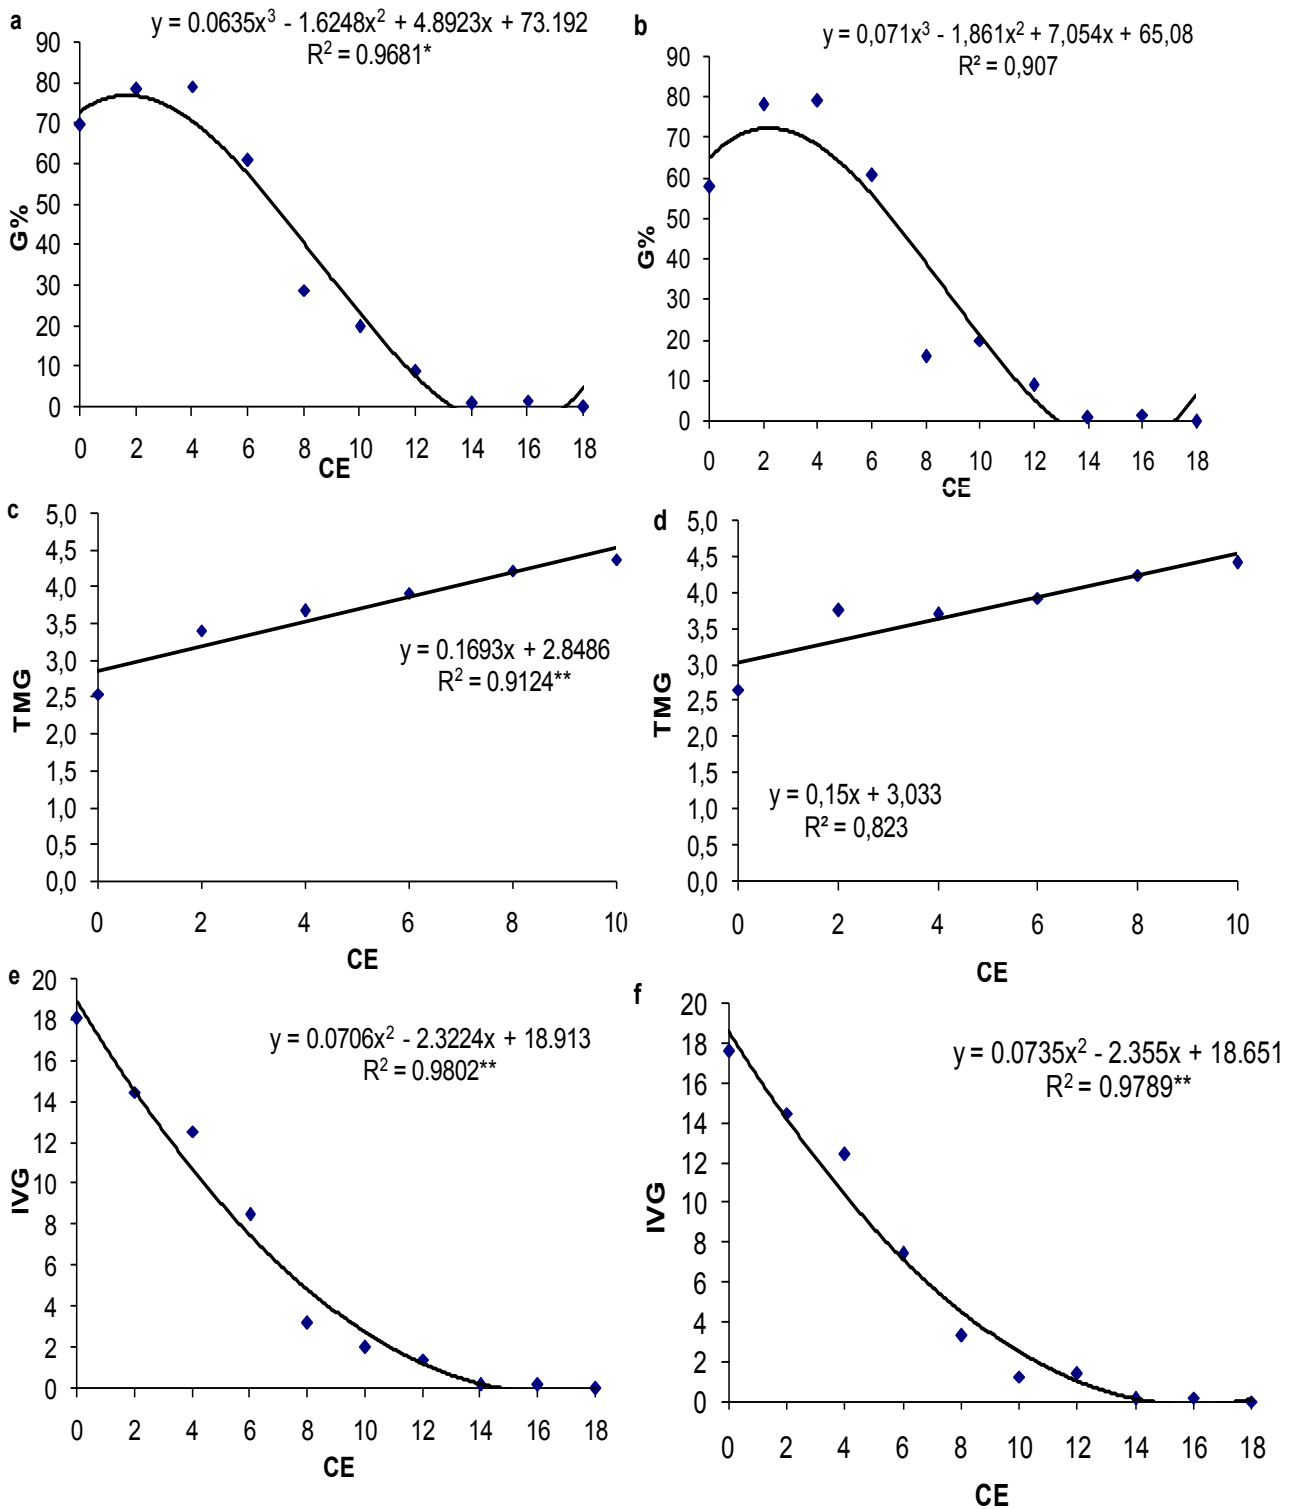 a
y = 0.0635x³ - 1.6248x² + 4.8923x + 73.192
R² = 0.9681*
90
80
70
60
50
40
30
20
10
0
G%
0 2 4 6 8 10 12 14 16 18
CE
b
y = 0,071x³ - 1,861x² + 7,054x + 65,08
R² = 0,907
90
80
70
60
50
40
30
20
10
0
G%
0 2 4 6 8 10 12 14 16 18
CE
c
5,0
4,5
4,0
3,5
3,0
2,5
2,0
1,5
1,0
0,5
0,0
TMG
y = 0.1693x + 2.8486
R² = 0.9124**
0 2 4 6 8 10
CE
d
5,0
4,5
4,0
3,5
3,0
2,5
2,0
1,5
1,0
0,5
0,0
TMG
y = 0,15x + 3,033
R² = 0,823
0 2 4 6 8 10
CE
e
20
18
16
14
12
10
8
6
4
2
0
IVG
y = 0.0706x² - 2.3224x + 18.913
R² = 0.9802**
0 2 4 6 8 10 12 14 16 18
CE
f
20
18
16
14
12
10
8
6
4
2
0
IVG
y = 0.0735x² - 2.355x + 18.651
R² = 0.9789**
0 2 4 6 8 10 12 14 16 18
CE